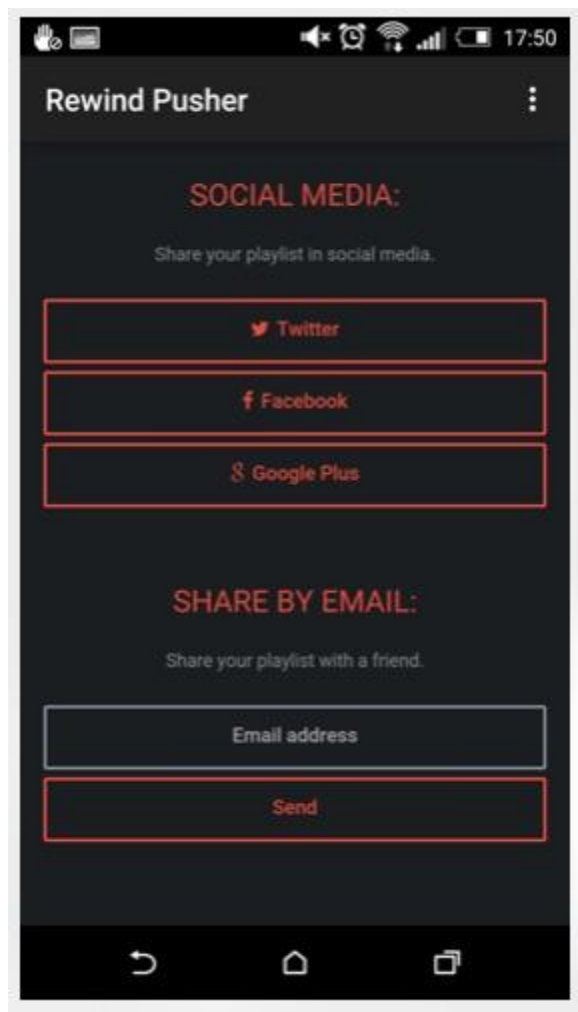 17:50
Rewind Pusher
SOCIAL MEDIA:
Share your playlist in social media.
Twitter
Facebook
Google Plus
SHARE BY EMAIL:
Share your playlist with a friend.
Email address
Send